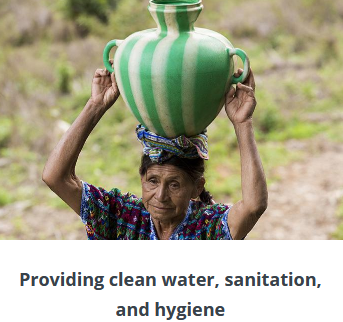 Providing clean water, sanitation,
and hygiene